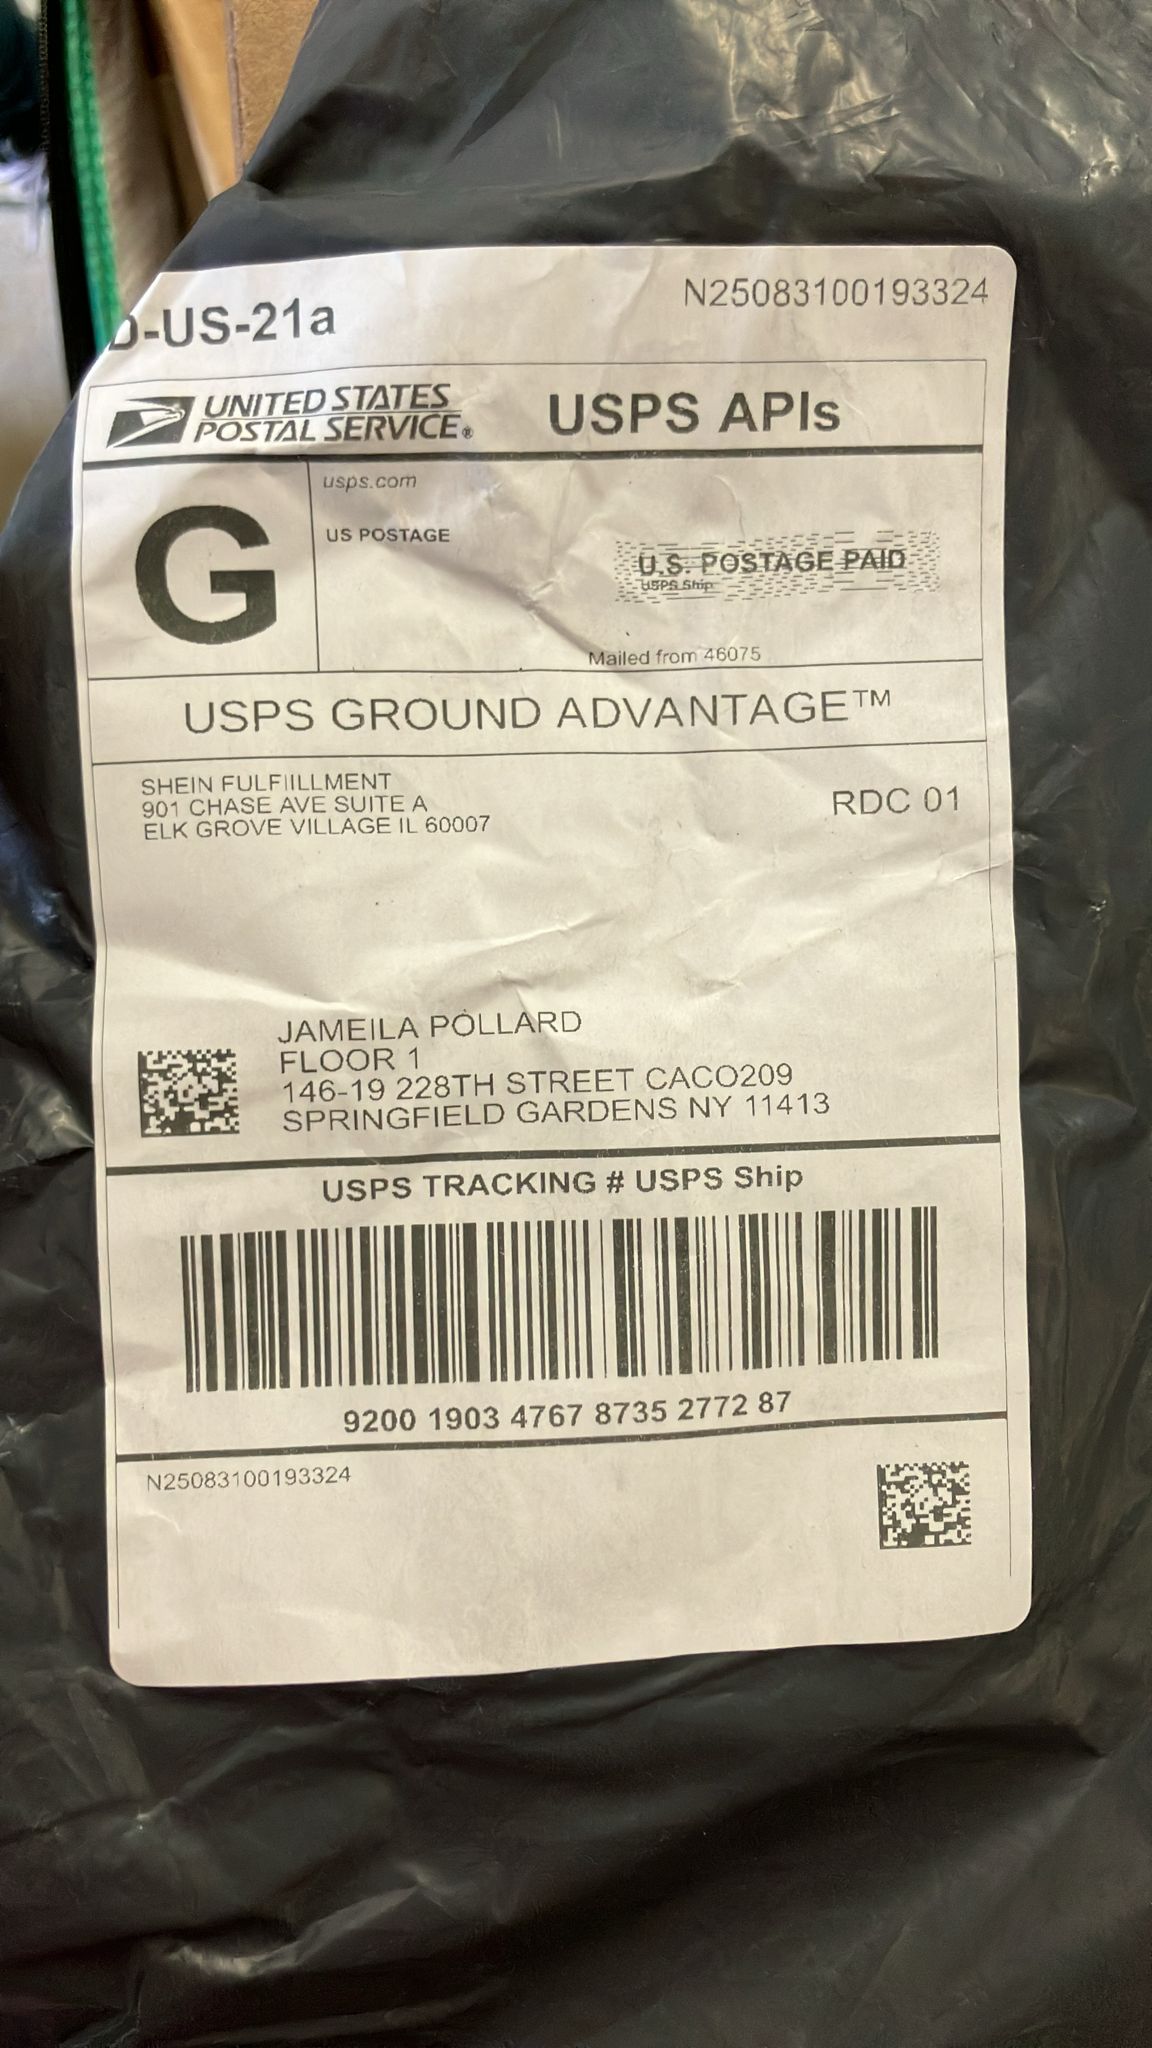 D-US-21a
N25083100193324
UNITED STATES
POSTAL SERVICE®
USPS APIs
G
usps.com
US POSTAGE
U.S. POSTAGE PAID
USPS Ship
Mailed from 46075
USPS GROUND ADVANTAGE™
SHEIN FULFIILLMENT
901 CHASE AVE SUITE A
ELK GROVE VILLAGE IL 60007
RDC 01
JAMEILA POLLARD
FLOOR 1
146-19 228TH STREET CACO209
SPRINGFIELD GARDENS NY 11413
USPS TRACKING # USPS Ship
9200 1903 4767 8735 2772 87
N25083100193324